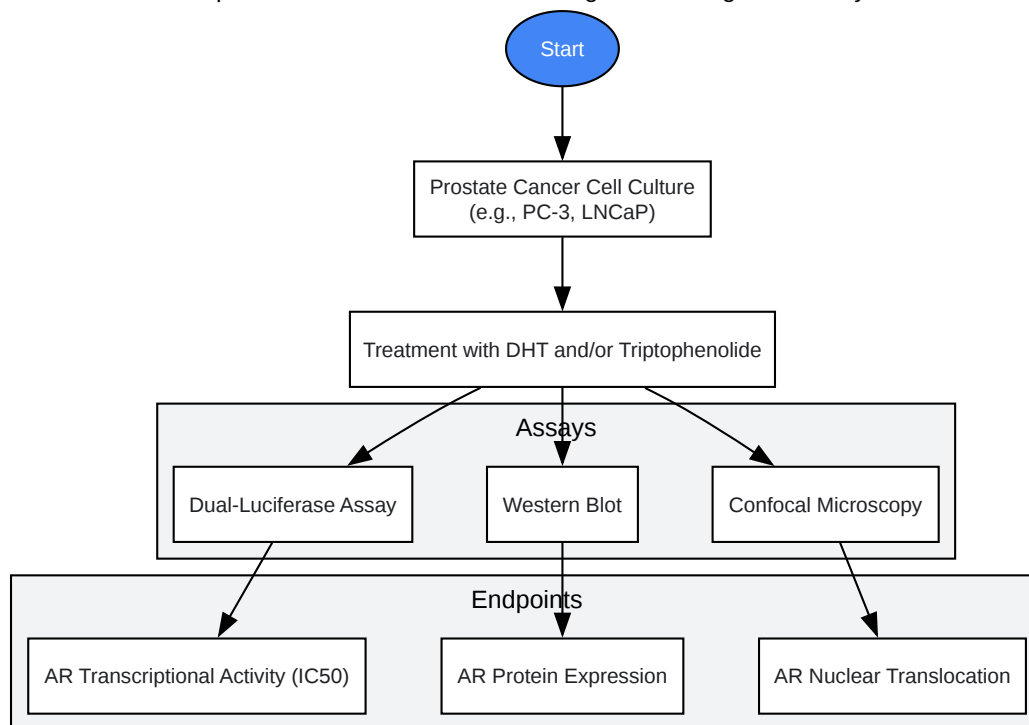 Start
Prostate Cancer Cell Culture
(e.g., PC-3, LNCaP)
Treatment with DHT and/or Triptophenolide
Assays
Dual-Luciferase Assay
Western Blot
Confocal Microscopy
Endpoints
AR Transcriptional Activity (IC50)
AR Protein Expression
AR Nuclear Translocation